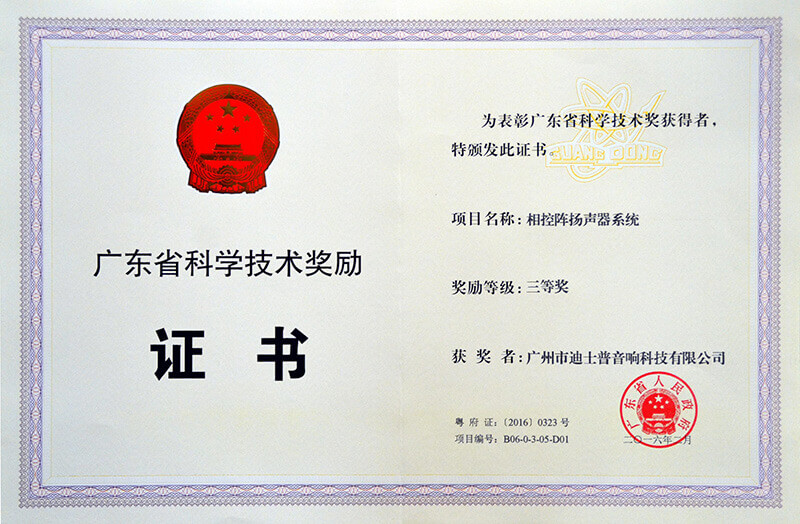 广东省科学技术奖励
证 书
GUANG DONG
为表彰广东省科学技术奖获得者，
特颁发此证书。
项目名称：相控阵扬声器系统
奖励等级：三等奖
获 奖 者：广州市迪士普音响科技有限公司
广东省人民政府
粤 府 证：〔2016〕0323 号
项目编号：B06-0-3-05-D01
二〇一六年二月